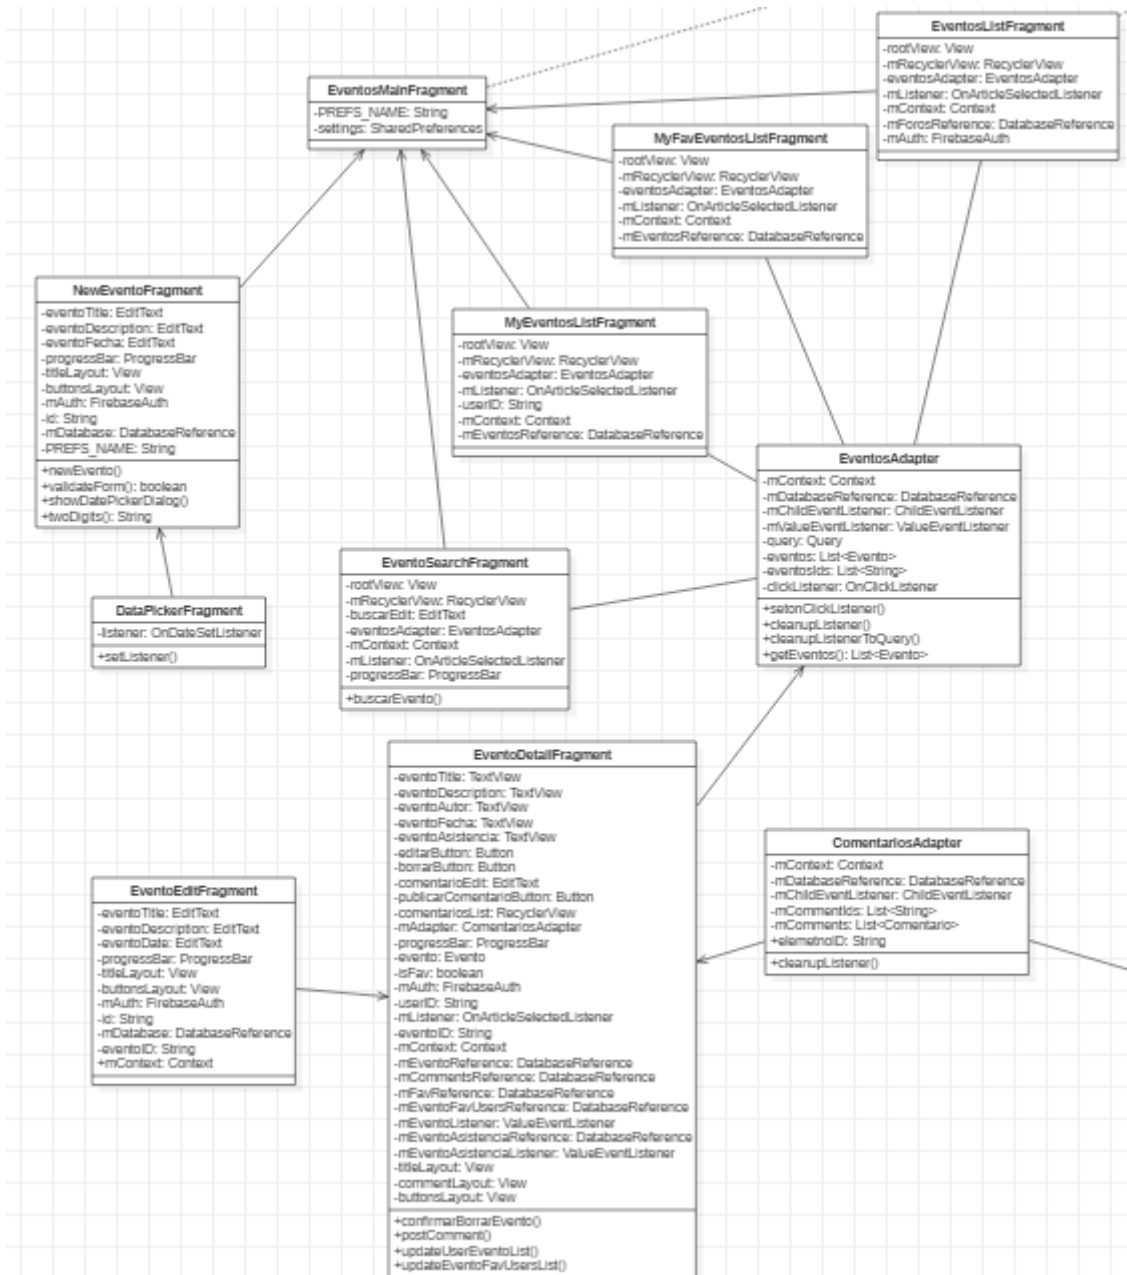 EventosListFragment
-rootView: View
-mRecyclerView: RecyclerView
-eventosAdapter: EventosAdapter
-mListener: OnArticleSelectedListener
-mContext: Context
-mForosReference: DatabaseReference
-mAuth: FirebaseAuth
EventosMainFragment
-PREFS_NAME: String
-settings: SharedPreferences
MyFavEventosListFragment
-rootView: View
-mRecyclerView: RecyclerView
-eventosAdapter: EventosAdapter
-mListener: OnArticleSelectedListener
-mContext: Context
-mEventosReference: DatabaseReference
NewEventoFragment
-eventoTitle: EditText
-eventoDescription: EditText
-eventoFecha: EditText
-progressBar: ProgressBar
-titleLayout: View
-buttonsLayout: View
-mAuth: FirebaseAuth
-id: String
-mDatabase: DatabaseReference
-PREFS_NAME: String
+newEvento()
+validateForm(): boolean
+showDatePickerDialog()
+twoDigits(): String
MyEventosListFragment
-rootView: View
-mRecyclerView: RecyclerView
-eventosAdapter: EventosAdapter
-mListener: OnArticleSelectedListener
-userID: String
-mContext: Context
-mEventosReference: DatabaseReference
EventosAdapter
-mContext: Context
-mDatabaseReference: DatabaseReference
-mChildEventListener: ChildEventListener
-mValueEventListener: ValueEventListener
-query: Query
-eventos: List<Evento>
-eventosIds: List<String>
-clickListener: OnClickListener
+setonClickListener()
+cleanupListener()
+cleanupListenerToQuery()
+getEventos(): List<Evento>
EventoSearchFragment
-rootView: View
-mRecyclerView: RecyclerView
-buscarEdit: EditText
-eventosAdapter: EventosAdapter
-mContext: Context
-mListener: OnArticleSelectedListener
-progressBar: ProgressBar
+buscarEvento()
DataPickerFragment
-listener: OnDateSetListener
+setListener()
EventoDetailFragment
-eventoTitle: TextView
-eventoDescription: TextView
-eventoAutor: TextView
-eventoFecha: TextView
-eventoAsistencia: TextView
-editarButton: Button
-borrarButton: Button
-comentarioEdit: EditText
-publicarComentarioButton: Button
-comentariosList: RecyclerView
-mAdapter: ComentariosAdapter
-progressBar: ProgressBar
-evento: Evento
-isFav: boolean
-mAuth: FirebaseAuth
-userID: String
-mListener: OnArticleSelectedListener
-eventoID: String
-mContext: Context
-mEventoReference: DatabaseReference
-mCommentsReference: DatabaseReference
-mFavReference: DatabaseReference
-mEventoFavUsersReference: DatabaseReference
-mEventoListener: ValueEventListener
-mEventoAsistenciaReference: DatabaseReference
-mEventoAsistenciaListener: ValueEventListener
-titleLayout: View
-commentLayout: View
-buttonsLayout: View
+confirmarBorrarEvento()
+postComment()
+updateUserEventoList()
+updateEventoFavUsersList()
ComentariosAdapter
-mContext: Context
-mDatabaseReference: DatabaseReference
-mChildEventListener: ChildEventListener
-mCommentIds: List<String>
-mComments: List<Comentario>
+elemetnoID: String
+cleanupListener()
EventoEditFragment
-eventoTitle: EditText
-eventoDescription: EditText
-eventoDate: EditText
-progressBar: ProgressBar
-titleLayout: View
-buttonsLayout: View
-mAuth: FirebaseAuth
-id: String
-mDatabase: DatabaseReference
-eventoID: String
+mContext: Context